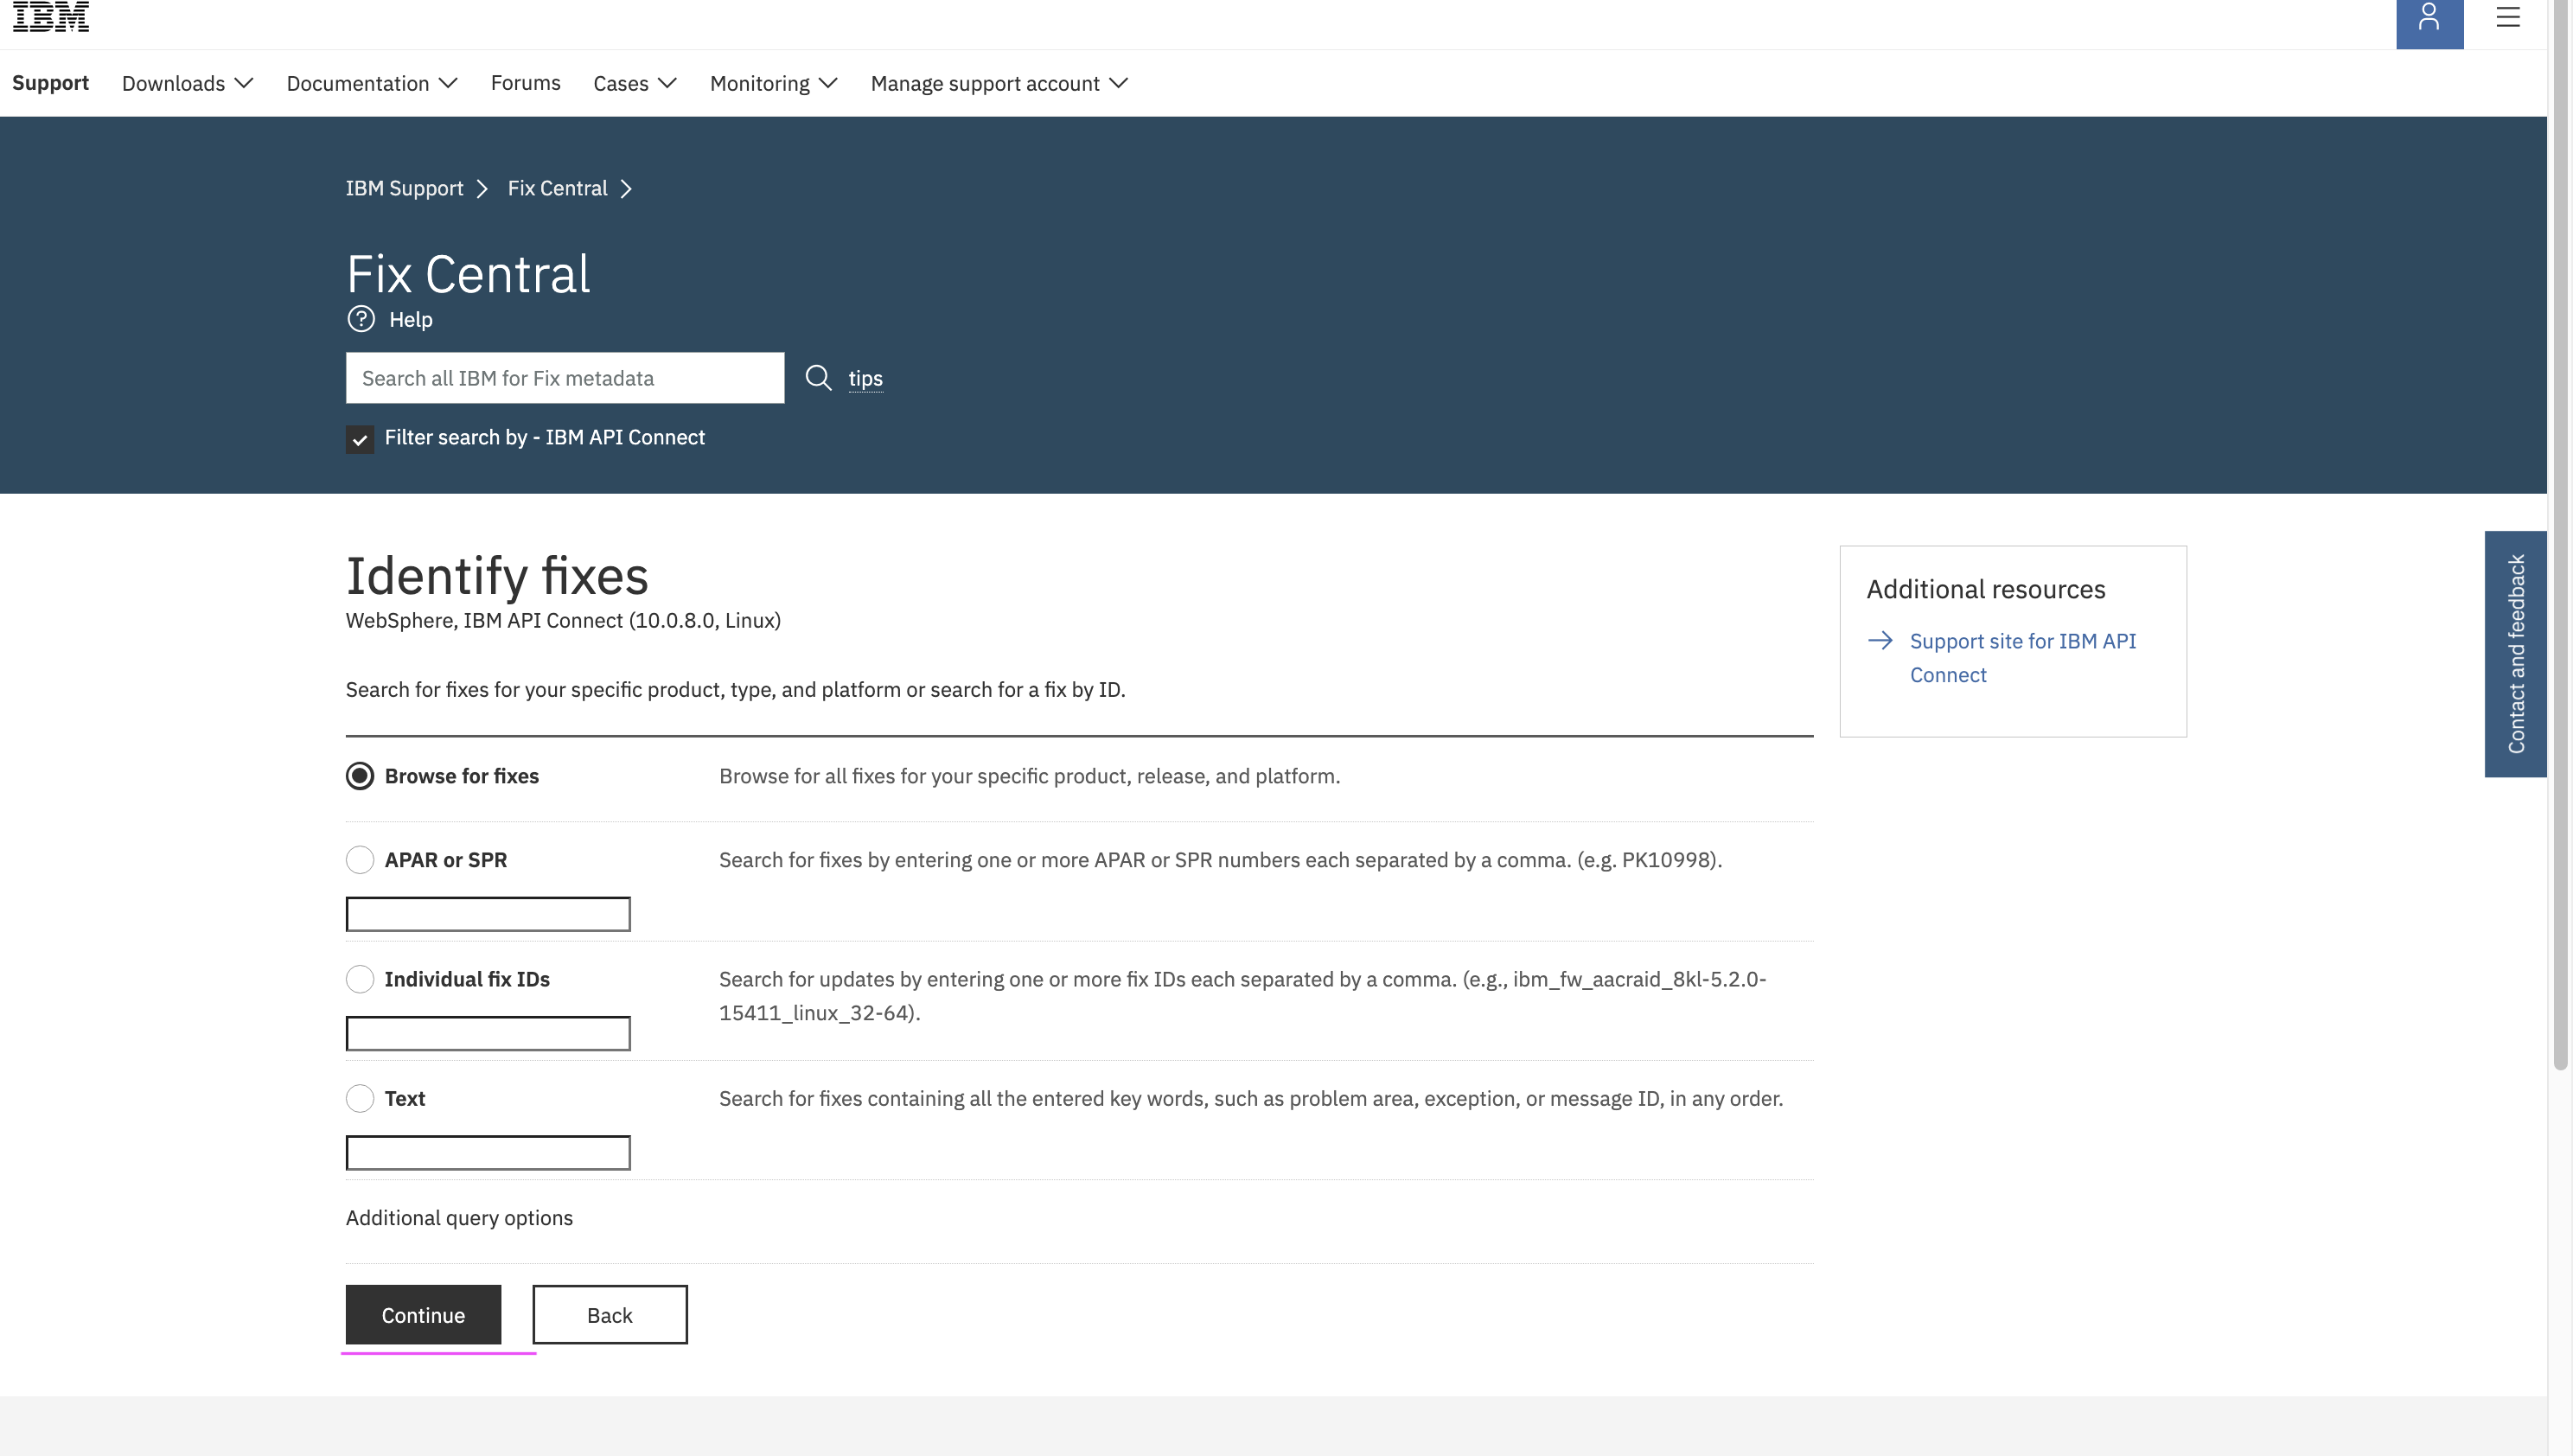 IBM
Support Downloads Documentation Forums Cases Monitoring Manage support account
IBM Support Fix Central
Fix Central
? Help
Search all IBM for Fix metadata tips
Filter search by - IBM API Connect
Identify fixes
WebSphere, IBM API Connect (10.0.8.0, Linux)
Search for fixes for your specific product, type, and platform or search for a fix by ID.
Browse for fixes Browse for all fixes for your specific product, release, and platform.
APAR or SPR Search for fixes by entering one or more APAR or SPR numbers each separated by a comma. (e.g. PK10998).
Individual fix IDs Search for updates by entering one or more fix IDs each separated by a comma. (e.g., ibm_fw_aacraid_8kl-5.2.0-
15411_linux_32-64).
Text Search for fixes containing all the entered key words, such as problem area, exception, or message ID, in any order.
Additional query options
Continue Back
Additional resources
Support site for IBM API
Connect
Contact and feedback